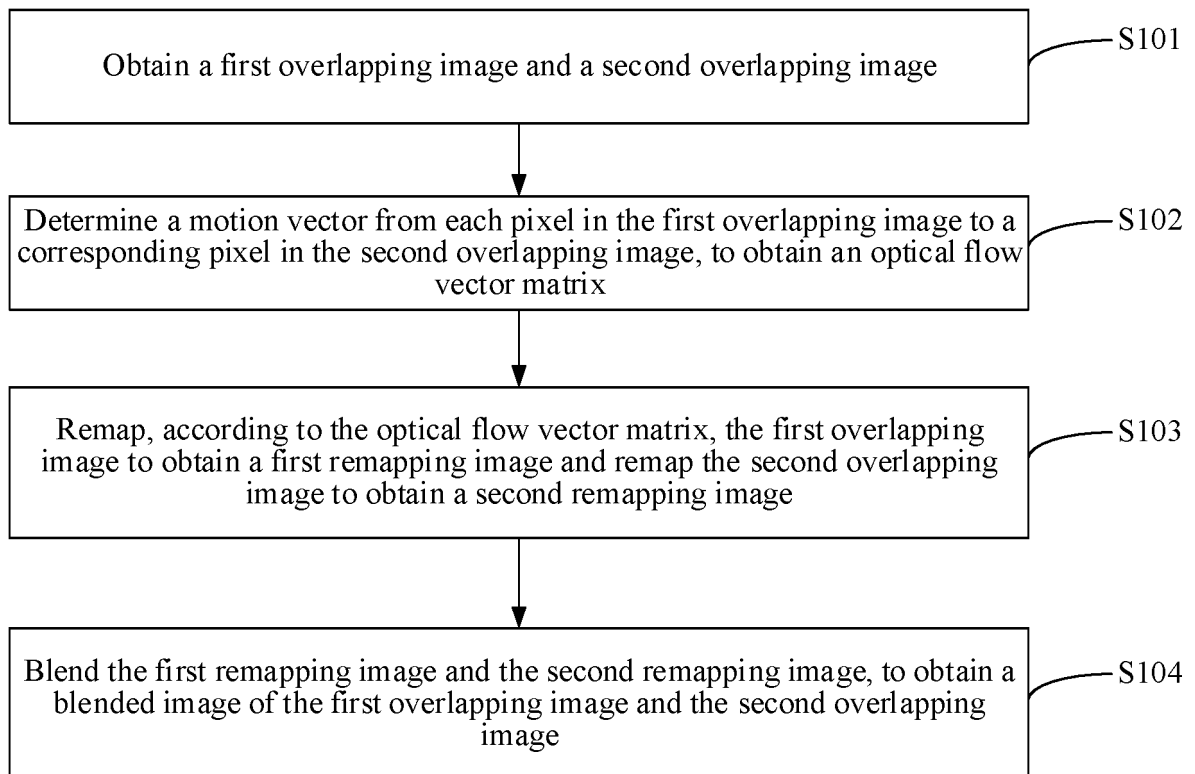 Obtain a first overlapping image and a second overlapping image
S101
Determine a motion vector from each pixel in the first overlapping image to a
corresponding pixel in the second overlapping image, to obtain an optical flow
vector matrix
S102
Remap, according to the optical flow vector matrix, the first overlapping
image to obtain a first remapping image and remap the second overlapping
image to obtain a second remapping image
S103
Blend the first remapping image and the second remapping image, to obtain a
blended image of the first overlapping image and the second overlapping
image
S104